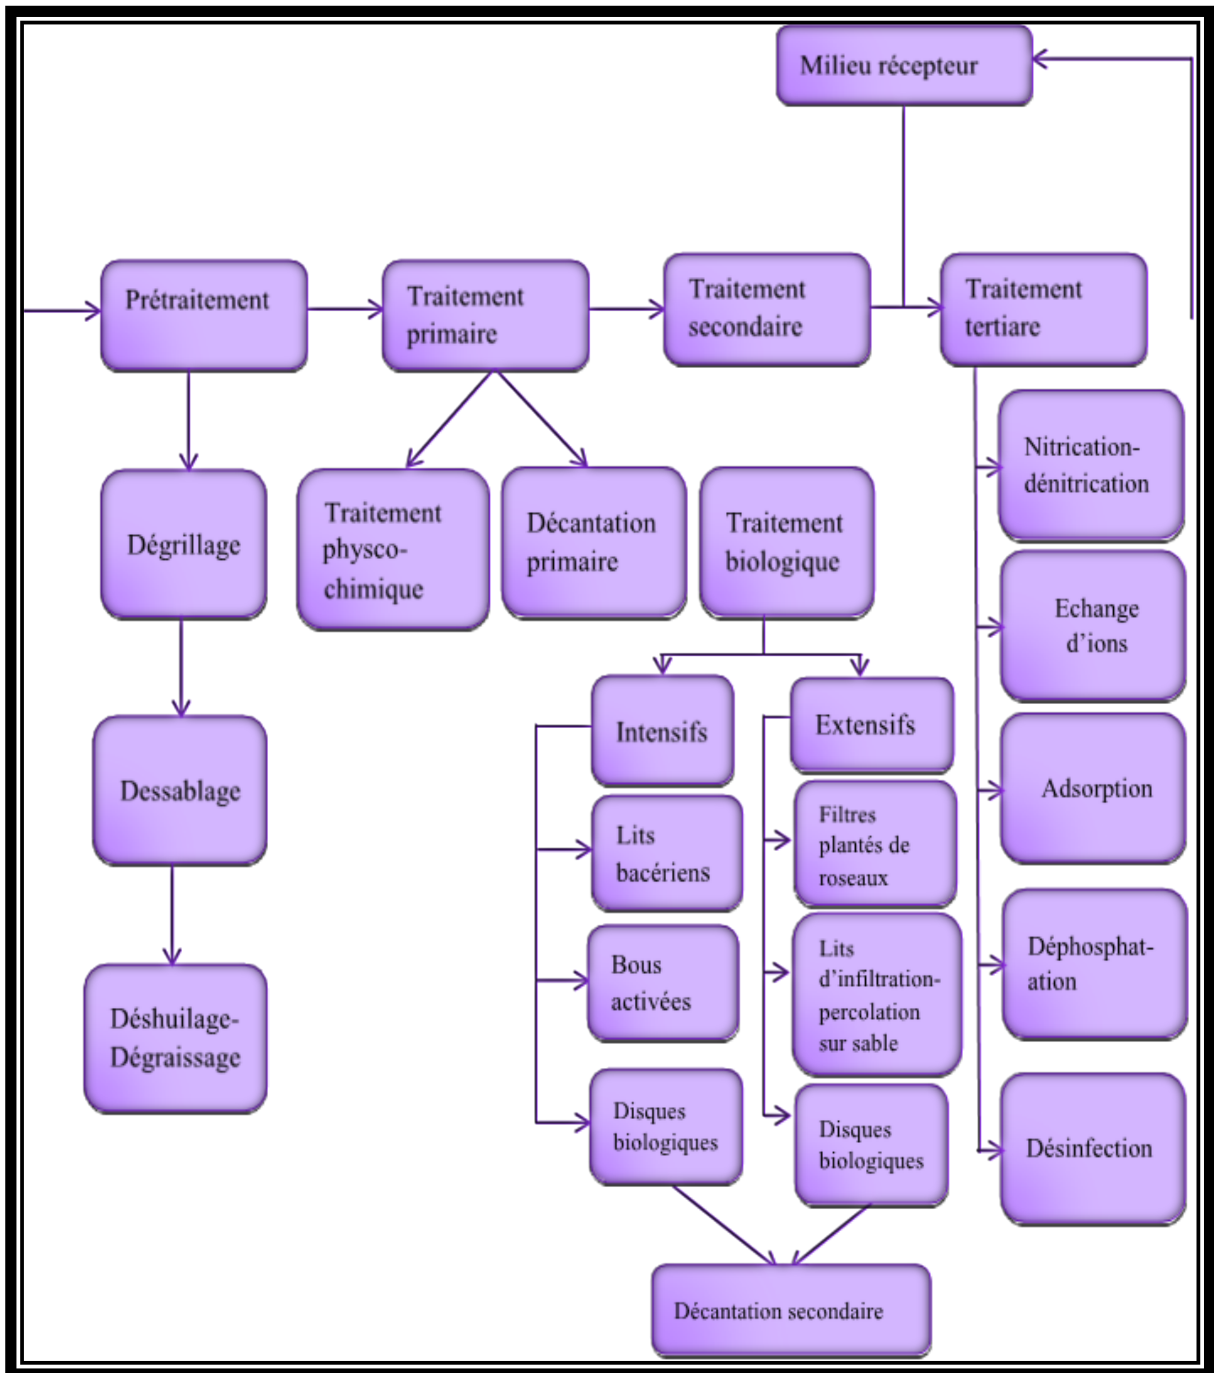 Milieu récepteur
Prétraitement
Traitement
primaire
Traitement
secondaire
Traitement
tertiare
Dégrillage
Dessablage
Déshuilage-
Dégraissage
Traitement
physco-
chimique
Décantation
primaire
Traitement
biologique
Intensifs
Lits
bacériens
Bous
activées
Disques
biologiques
Extensifs
Filtres
plantés de
roseaux
Lits
d’infiltration-
percolation
sur sable
Disques
biologiques
Décantation secondaire
Nitrication-
dénitrication
Echange
d’ions
Adsorption
Déphosphat-
ation
Désinfection